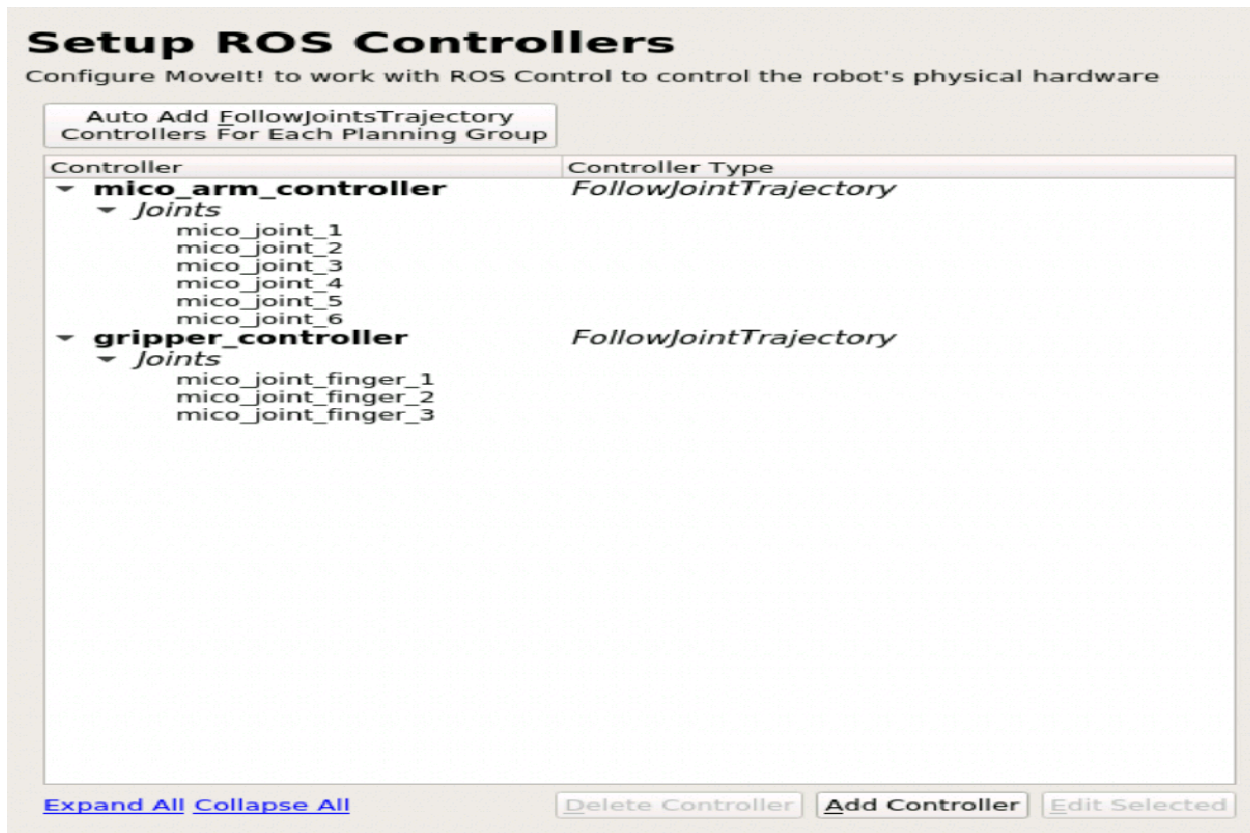 Setup ROS Controllers
Configure MoveIt! to work with ROS Control to control the robot's physical hardware
Auto Add FollowJointsTrajectory
Controllers For Each Planning Group
Controller Controller Type
mico_arm_controller FollowJointTrajectory
Joints
mico_joint_1
mico_joint_2
mico_joint_3
mico_joint_4
mico_joint_5
mico_joint_6
gripper_controller FollowJointTrajectory
Joints
mico_joint_finger_1
mico_joint_finger_2
mico_joint_finger_3
Expand All Collapse All Delete Controller Add Controller Edit Selected